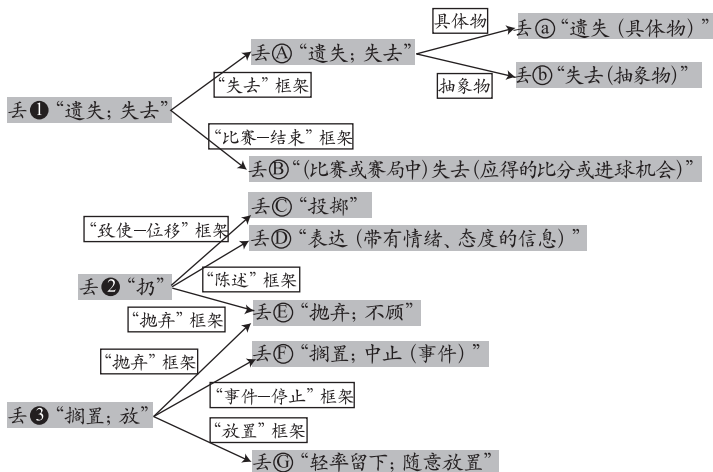 具体物
丢ⓐ“遗失(具体物)”
丢Ⓐ“遗失;失去”
“失去”框架
抽象物
丢ⓑ“失去(抽象物)”
丢❶“遗失;失去”
“比赛—结束”框架
丢Ⓑ“(比赛或赛局中)失去(应得的比分或进球机会)”
丢Ⓒ“投掷”
“致使—位移”框架
丢Ⓓ“表达(带有情绪、态度的信息)”
“陈述”框架
丢❷“扔”
丢Ⓔ“抛弃;不顾”
“抛弃”框架
“抛弃”框架
丢Ⓕ“搁置;中止(事件)”
“事件—停止”框架
丢❸“搁置;放”
“放置”框架
丢Ⓖ“轻率留下;随意放置”